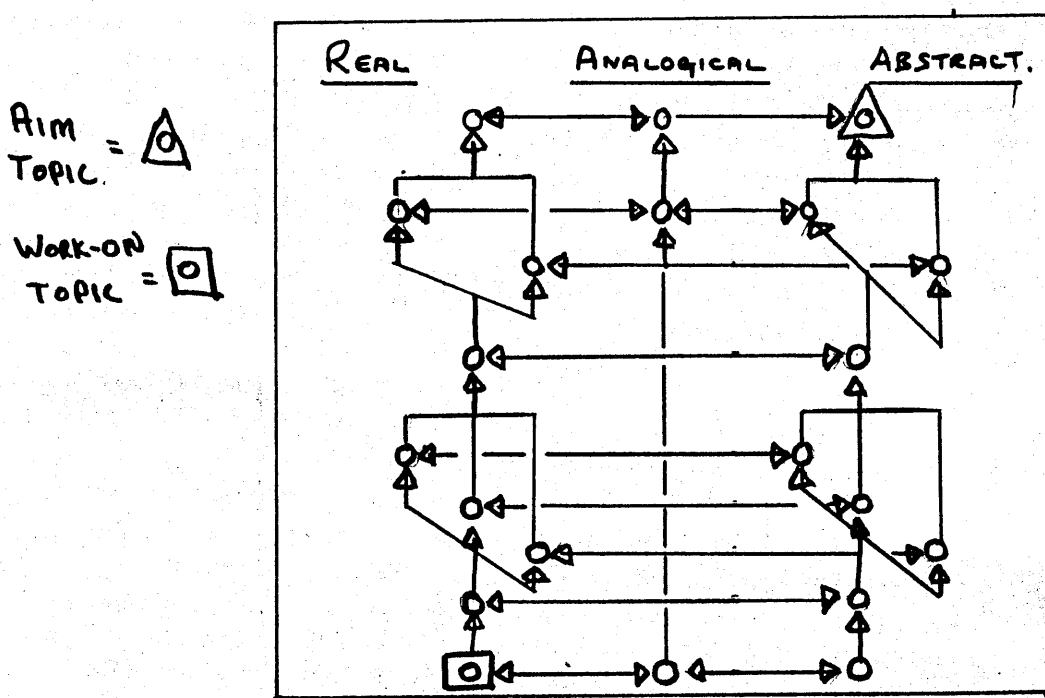 REAL
ANALOGICAL
ABSTRACT.
AIM
TOPIC. =
WORK-ON
TOPIC =